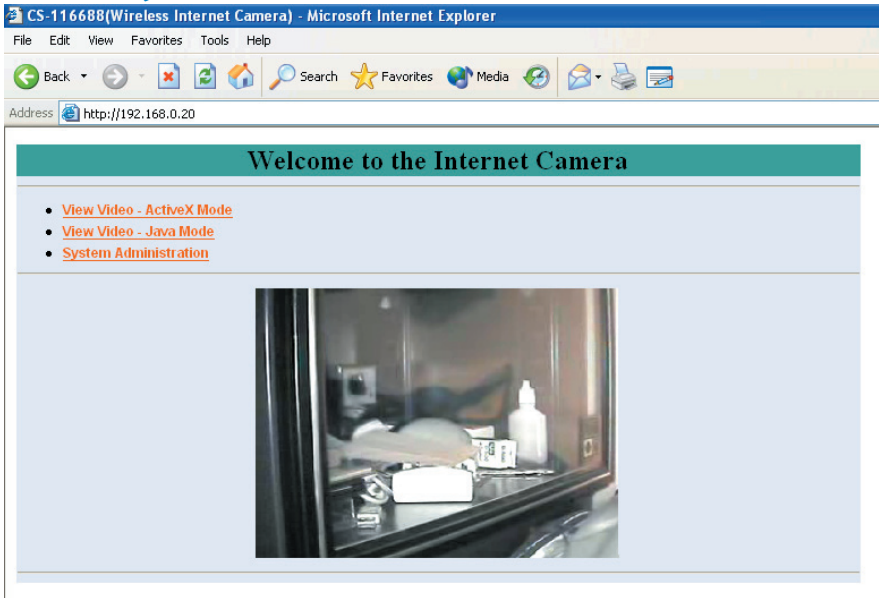 CS-116688(Wireless Internet Camera) - Microsoft Internet Explorer
File Edit View Favorites Tools Help
Back Search Favorites Media
Address http://192.168.0.20
Welcome to the Internet Camera
View Video - ActiveX Mode
View Video - Java Mode
System Administration